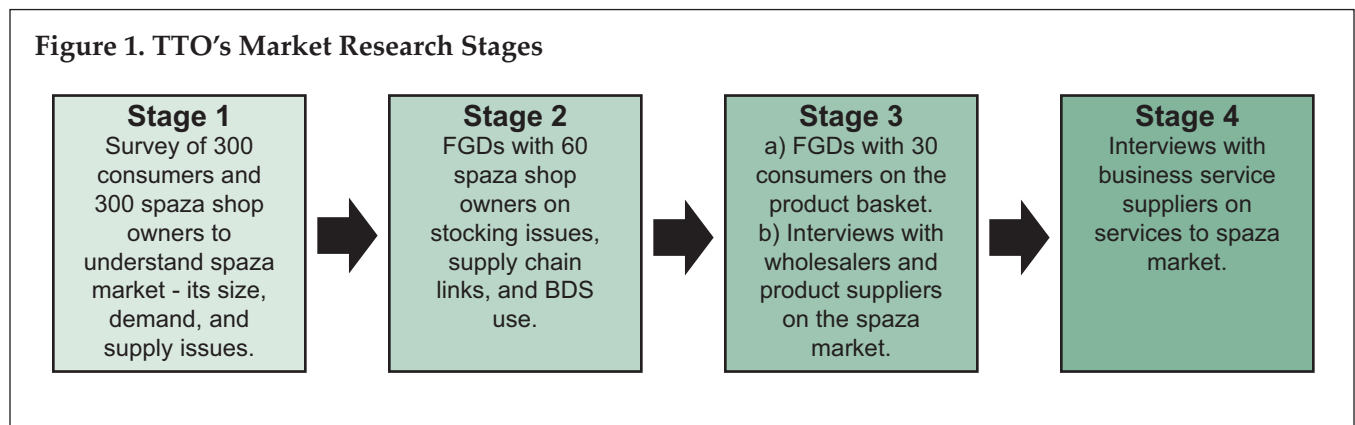 Figure 1. TTO's Market Research Stages
Stage 1
Survey of 300
consumers and
300 spaza shop
owners to
understand spaza
market - its size,
demand, and
supply issues.
Stage 2
FGDs with 60
spaza shop
owners on
stocking issues,
supply chain
links, and BDS
use.
Stage 3
a) FGDs with 30
consumers on the
product basket.
b) Interviews with
wholesalers and
product suppliers
on the spaza
market.
Stage 4
Interviews with
business service
suppliers on
services to spaza
market.